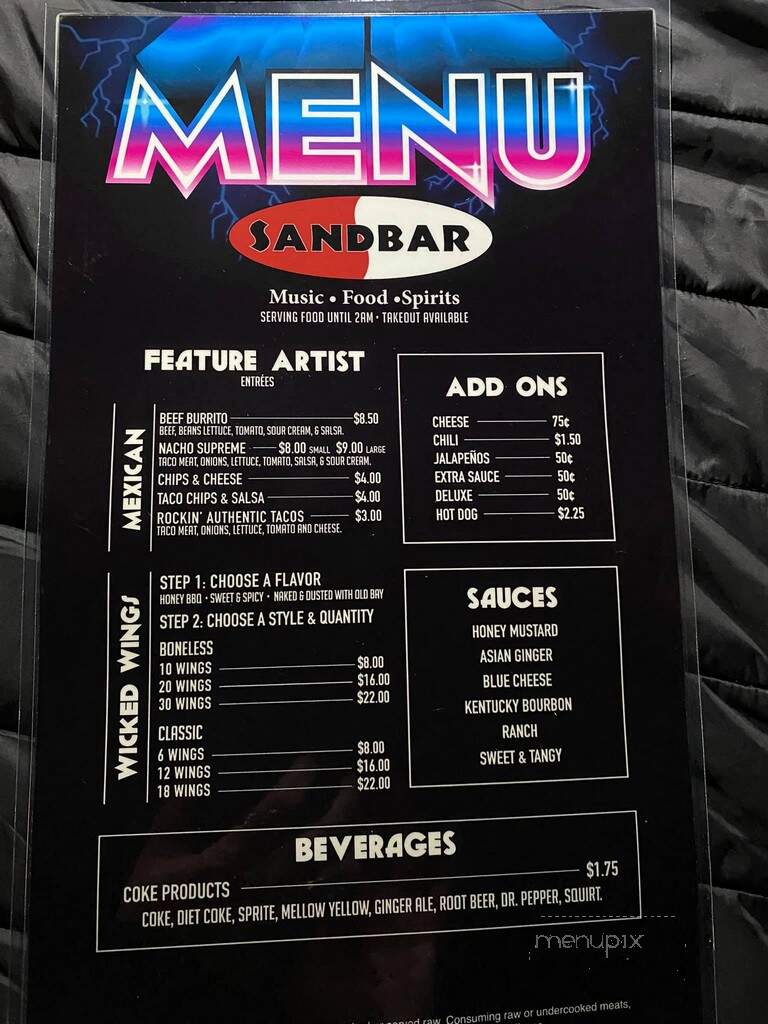 MENU
SANDBAR
Music • Food •Spirits
SERVING FOOD UNTIL 2AM • TAKEOUT AVAILABLE
FEATURE ARTIST
ENTRÉES
MEXICAN
BEEF BURRITO $8.50
BEEF, BEANS LETTUCE, TOMATO, SOUR CREAM, & SALSA.
NACHO SUPREME $8.00 SMALL $9.00 LARGE
TACO MEAT, ONIONS, LETTUCE, TOMATO, SALSA, & SOUR CREAM.
CHIPS & CHEESE $4.00
TACO CHIPS & SALSA $4.00
ROCKIN' AUTHENTIC TACOS $3.00
TACO MEAT, ONIONS, LETTUCE, TOMATO AND CHEESE.
ADD ONS
CHEESE 75¢
CHILI $1.50
JALAPEÑOS 50¢
EXTRA SAUCE 50¢
DELUXE 50¢
HOT DOG $2.25
WICKED WINGS
STEP 1: CHOOSE A FLAVOR
HONEY BBQ • SWEET & SPICY • NAKED & DUSTED WITH OLD BAY
STEP 2: CHOOSE A STYLE & QUANTITY
BONELESS
10 WINGS $8.00
20 WINGS $16.00
30 WINGS $22.00
CLASSIC
6 WINGS $8.00
12 WINGS $16.00
18 WINGS $22.00
SAUCES
HONEY MUSTARD
ASIAN GINGER
BLUE CHEESE
KENTUCKY BOURBON
RANCH
SWEET & TANGY
BEVERAGES
COKE PRODUCTS $1.75
COKE, DIET COKE, SPRITE, MELLOW YELLOW, GINGER ALE, ROOT BEER, DR. PEPPER, SQUIRT.
menupix
raw. Consuming raw or undercooked meats,